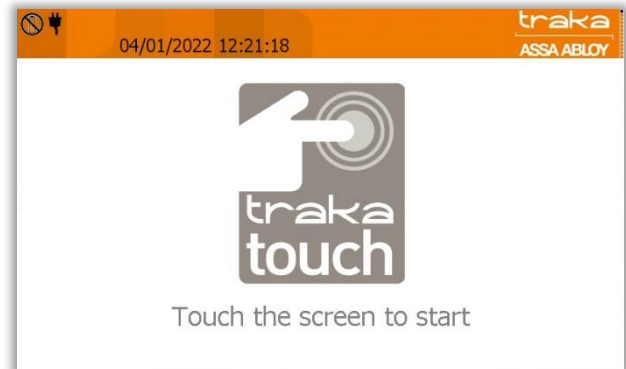 traka
ASSA ABLOY
04/01/2022 12:21:18
traka
touch
Touch the screen to start